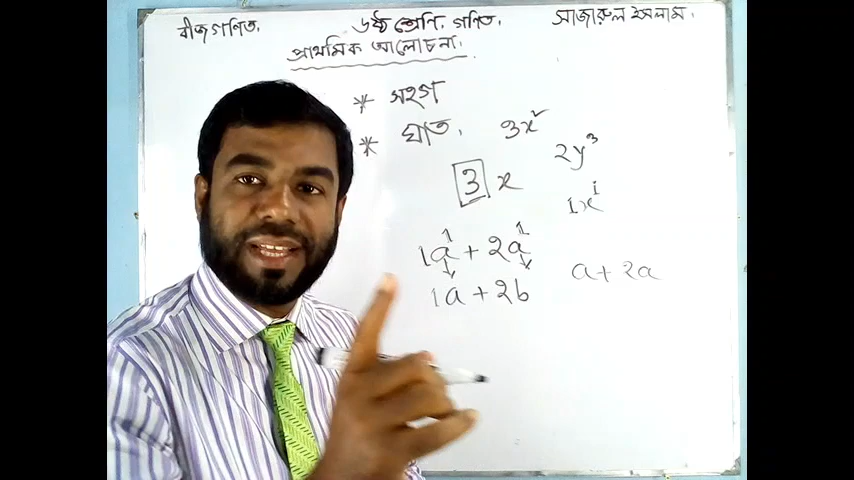 বীজগণিত. ৬ষ্ঠ শ্রেণি. গণিত. সাজারুল ইসলাম.
প্রাথমিক আলোচনা.
* সহগ
* ঘাত. 3x²
2y³
3 x
1x¹
1a¹ + 2a¹
a + 2a
1a + 2b